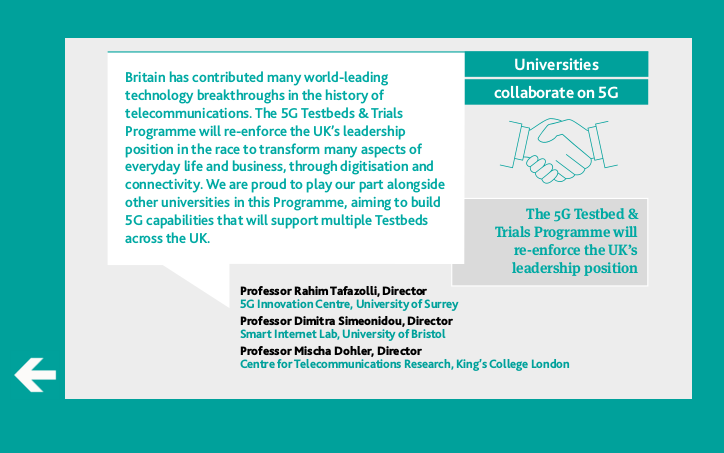 Britain has contributed many world-leading
technology breakthroughs in the history of
telecommunications. The 5G Testbeds & Trials
Programme will re-enforce the UK's leadership
position in the race to transform many aspects of
everyday life and business, through digitisation and
connectivity. We are proud to play our part alongside
other universities in this Programme, aiming to build
5G capabilities that will support multiple Testbeds
across the UK.
Universities
collaborate on 5G
The 5G Testbed &
Trials Programme will
re-enforce the UK's
leadership position
Professor Rahim Tafazolli, Director
5G Innovation Centre, University of Surrey
Professor Dimitra Simeonidou, Director
Smart Internet Lab, University of Bristol
Professor Mischa Dohler, Director
Centre for Telecommunications Research, King's College London